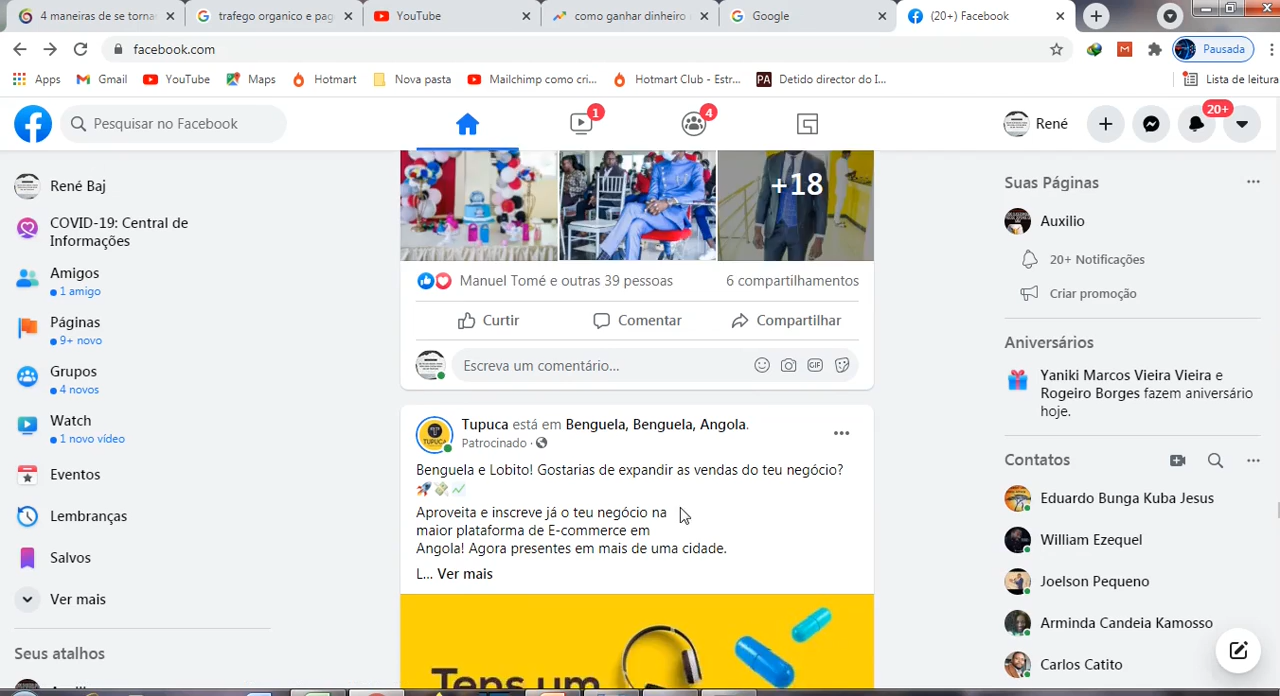 4 maneiras de se torna
trafego organico e pag
YouTube
como ganhar dinheiro
Google
(20+) Facebook
facebook.com
Pausada
Apps
Gmail
YouTube
Maps
Hotmart
Nova pasta
Mailchimp como cri...
Hotmart Club - Estr...
PA
Detido director do I...
Lista de leitura
Pesquisar no Facebook
1
4
René
20+
René Baj
COVID-19: Central de
Informações
Amigos
1 amigo
Páginas
9+ novo
Grupos
4 novos
Watch
1 novo vídeo
Eventos
Lembranças
Salvos
Ver mais
Seus atalhos
+18
Manuel Tomé e outras 39 pessoas
6 compartilhamentos
Curtir
Comentar
Compartilhar
Escreva um comentário...
GIF
TUPUCA
Tupuca está em Benguela, Benguela, Angola.
Patrocinado ·
Benguela e Lobito! Gostarias de expandir as vendas do teu negócio?
Aproveita e inscreve já o teu negócio na
maior plataforma de E-commerce em
Angola! Agora presentes em mais de uma cidade.
L... Ver mais
Tens um
Suas Páginas
Auxilio
20+ Notificações
Criar promoção
Aniversários
Yaniki Marcos Vieira Vieira e
Rogeiro Borges fazem aniversário
hoje.
Contatos
Eduardo Bunga Kuba Jesus
William Ezequel
Joelson Pequeno
Arminda Candeia Kamosso
Carlos Catito